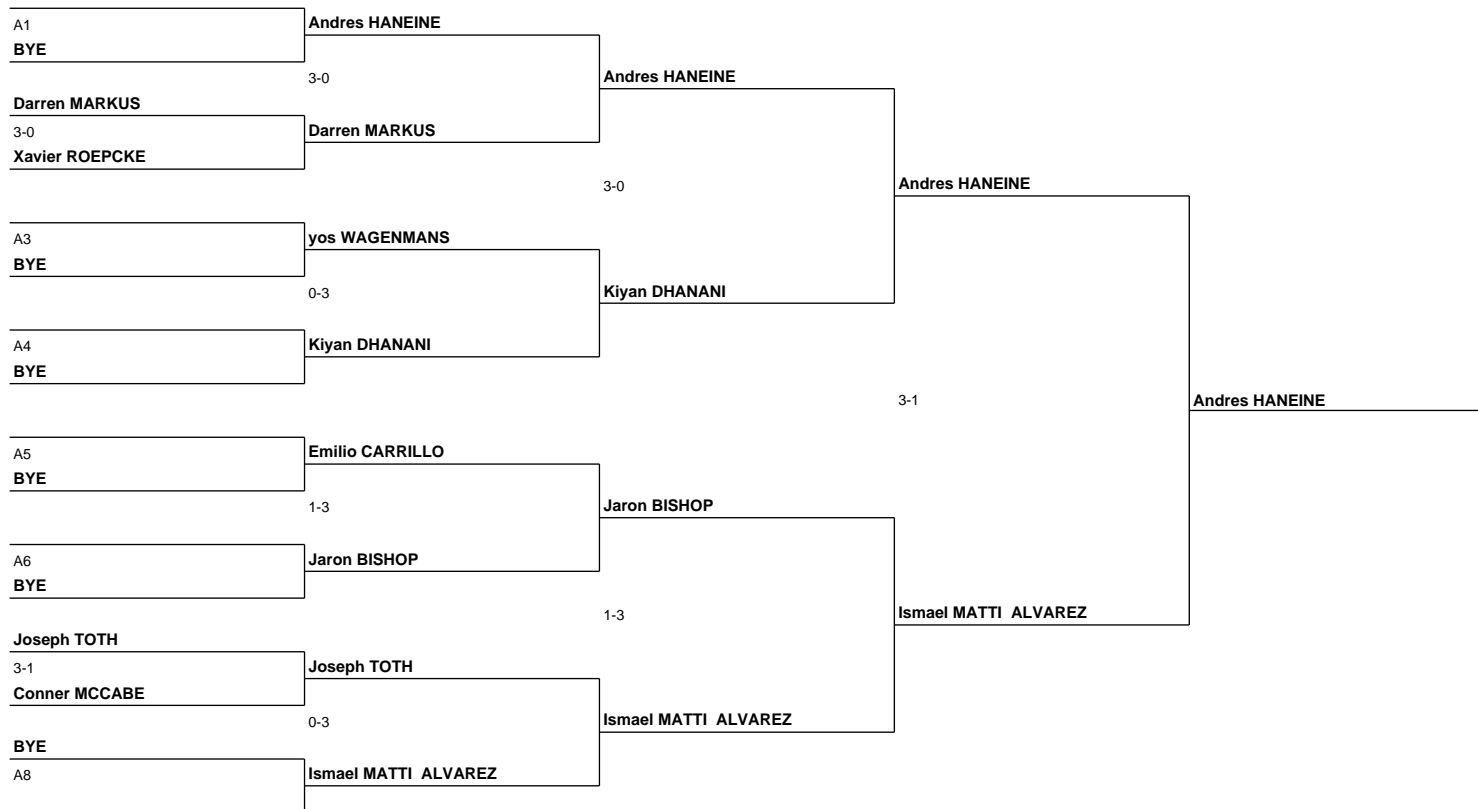 A1
BYE
Andres HANEINE
3-0
Darren MARKUS
3-0
Xavier ROEPCKE
Darren MARKUS
Andres HANEINE
3-0
A3
BYE
yos WAGENMANS
0-3
A4
BYE
Kiyan DHANANI
Kiyan DHANANI
Andres HANEINE
3-1
A5
BYE
Emilio CARRILLO
1-3
A6
BYE
Jaron BISHOP
Jaron BISHOP
1-3
Joseph TOTH
3-1
Conner MCCABE
Joseph TOTH
0-3
BYE
A8
Ismael MATTI  ALVAREZ
Ismael MATTI  ALVAREZ
Ismael MATTI  ALVAREZ
Andres HANEINE